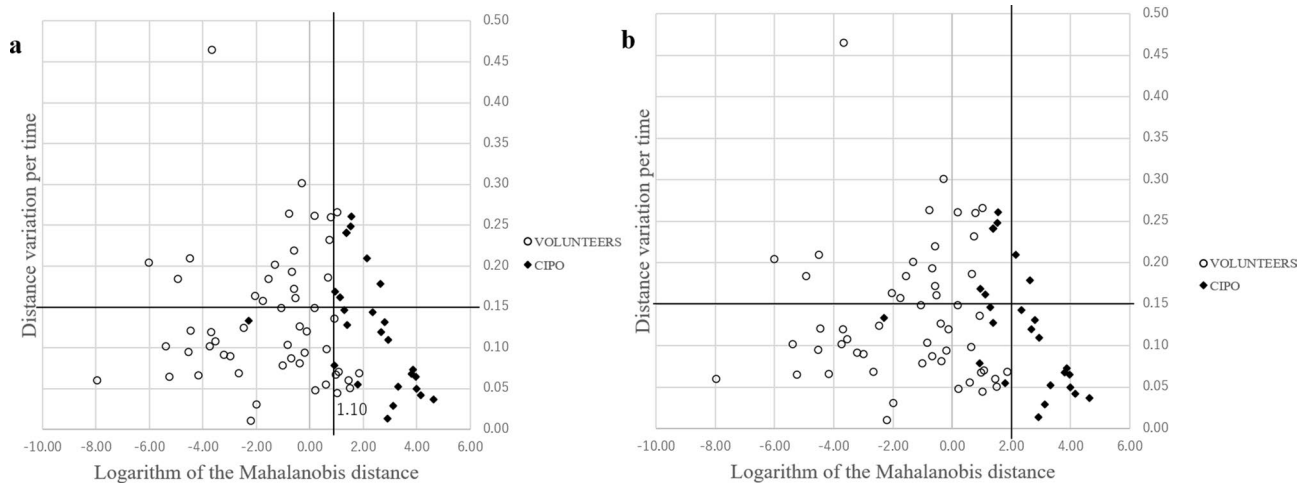 a
0.50
0.45
0.40
0.35
0.30
0.25
0.20
0.15
0.10
0.05
0.00
Distance variation per time
VOLUNTEERS
CIPO
1.10
-10.00 -8.00 -6.00 -4.00 -2.00 0.00 2.00 4.00 6.00
Logarithm of the Mahalanobis distance
b
0.50
0.45
0.40
0.35
0.30
0.25
0.20
0.15
0.10
0.05
0.00
Distance variation per time
VOLUNTEERS
CIPO
-10.00 -8.00 -6.00 -4.00 -2.00 0.00 2.00 4.00 6.00
Logarithm of the Mahalanobis distance